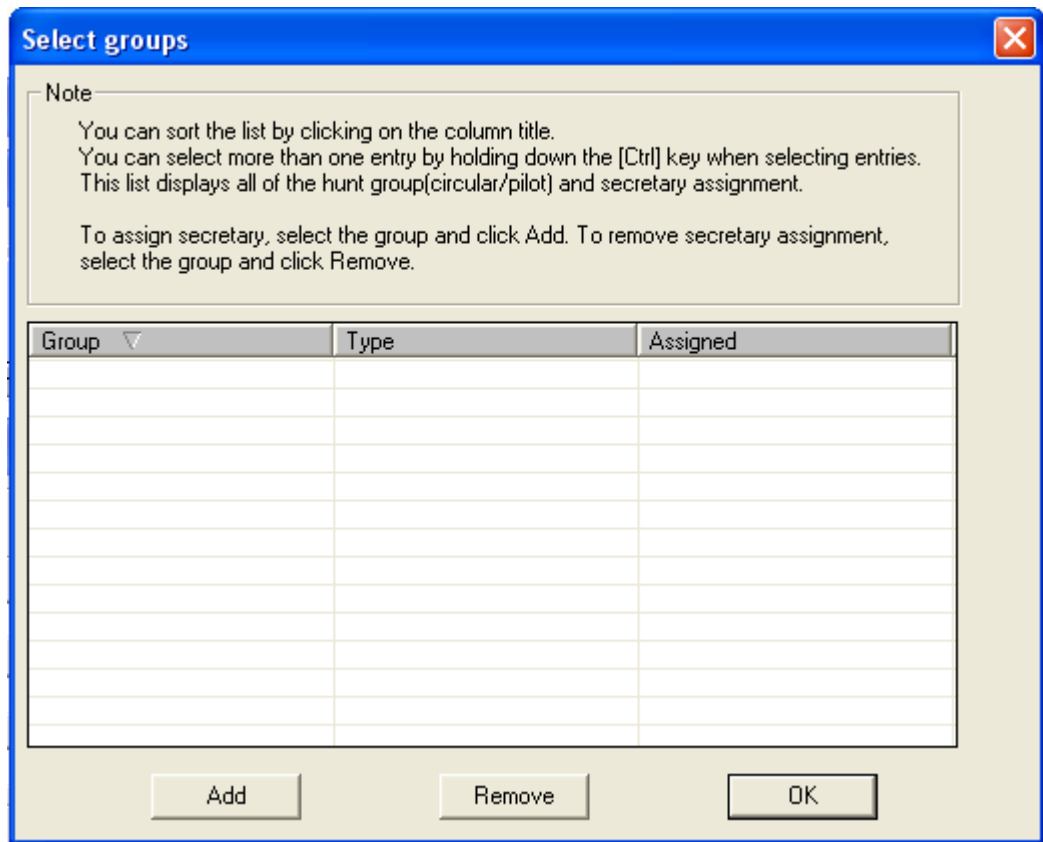 Select groups
Note
You can sort the list by clicking on the column title.
You can select more than one entry by holding down the [Ctrl] key when selecting entries.
This list displays all of the hunt group(circular/pilot) and secretary assignment.
To assign secretary, select the group and click Add. To remove secretary assignment,
select the group and click Remove.
Group Type Assigned
Add Remove OK